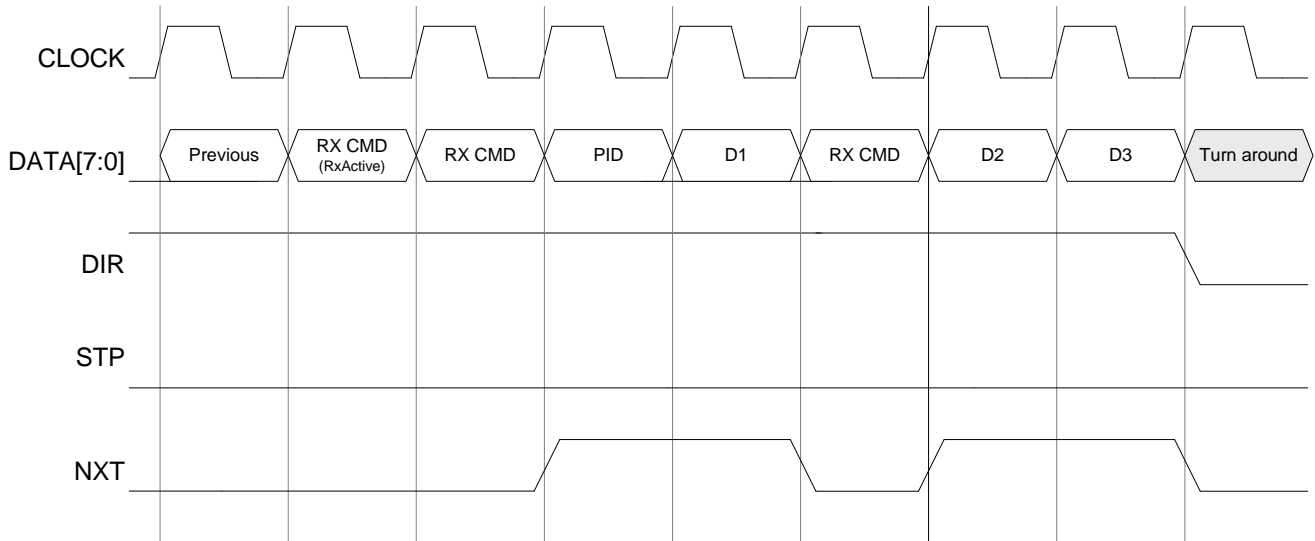 CLOCK
DATA[7:0]
Previous
RX CMD
(RxActive)
RX CMD
PID
D1
RX CMD
D2
D3
Turn around
DIR
STP
NXT